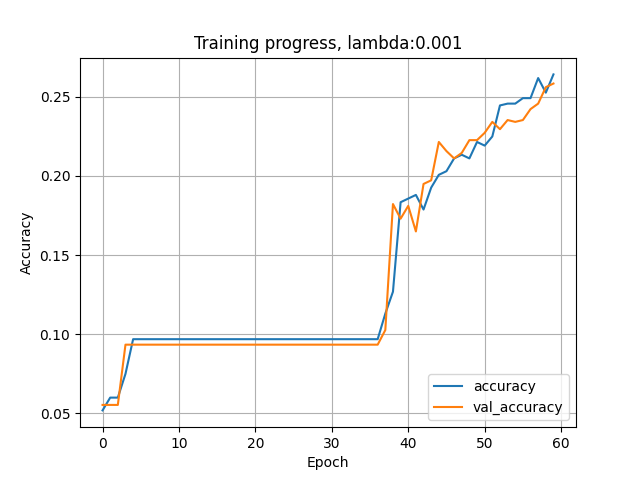 Training progress, lambda:0.001
Accuracy
0.25
0.20
0.15
0.10
0.05
0 10 20 30 40 50 60
Epoch
accuracy
val_accuracy